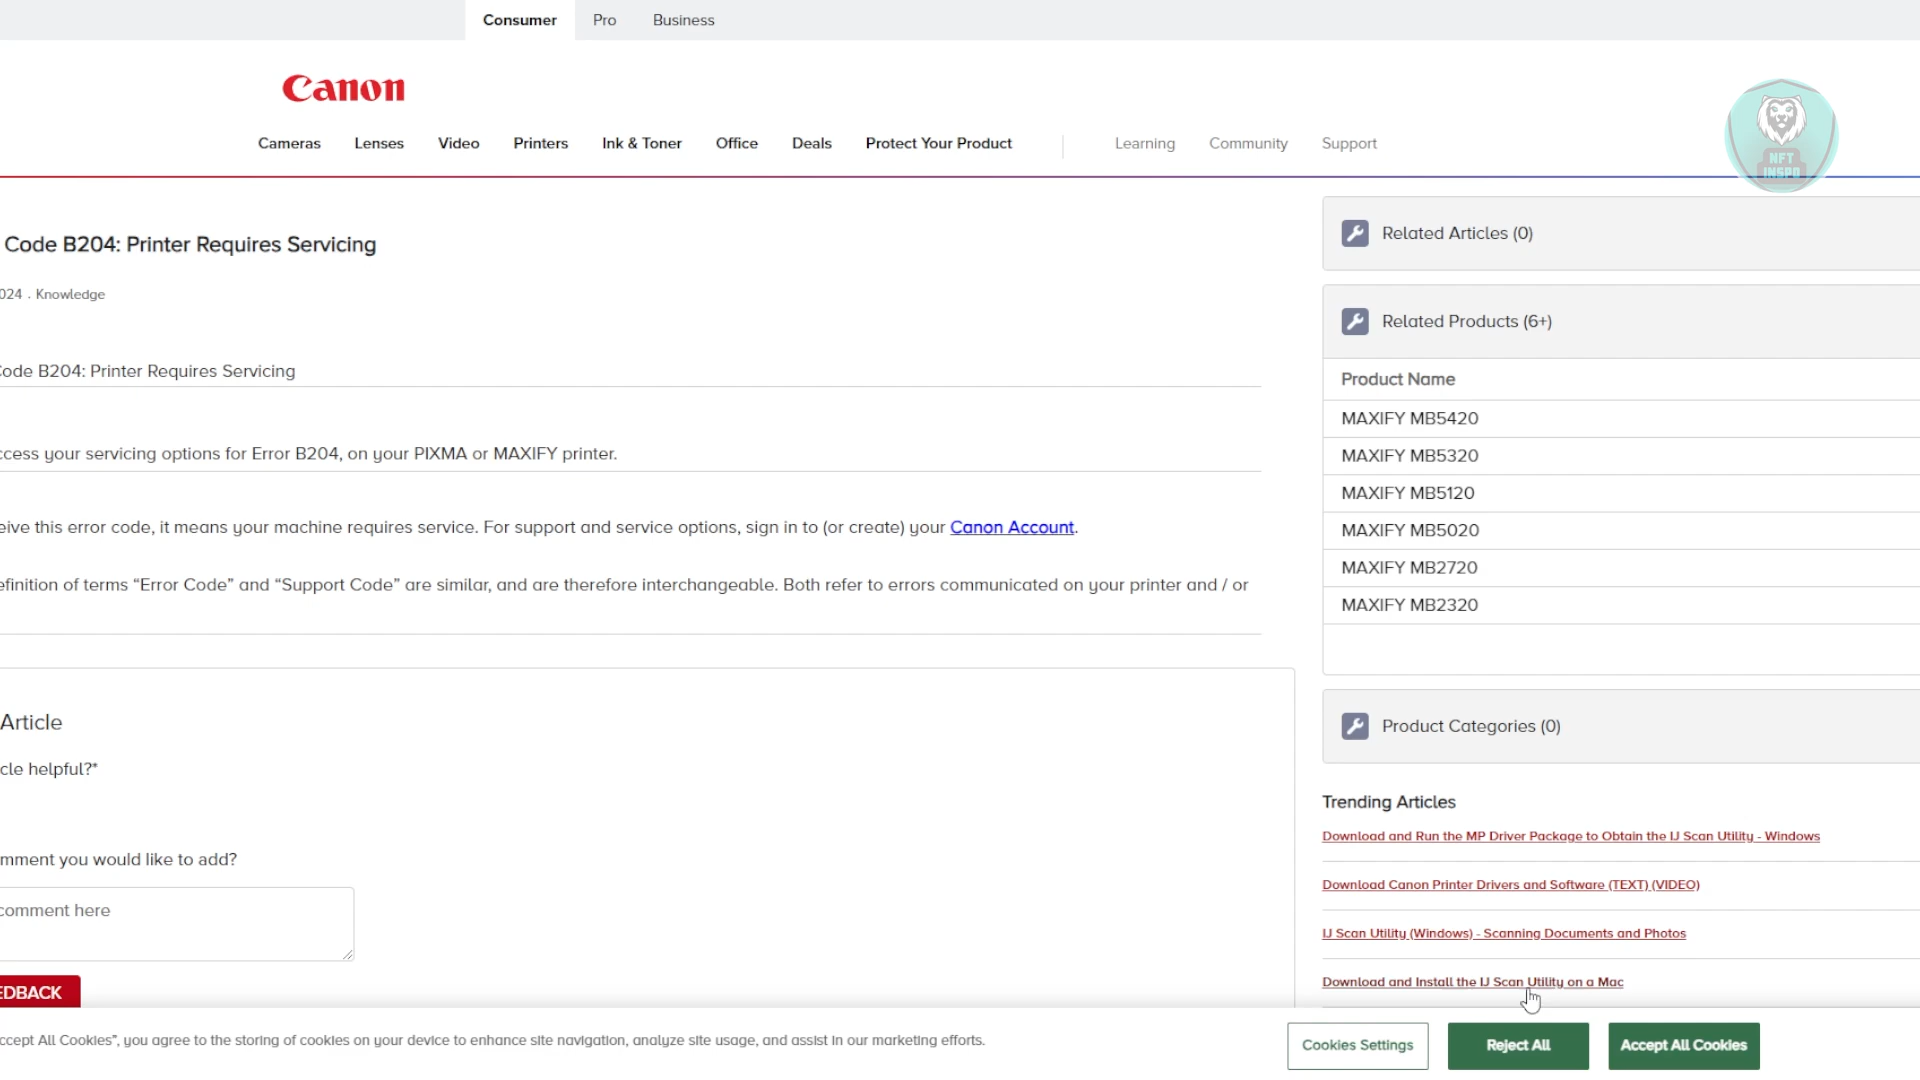 Consumer Pro Business
Canon
Cameras Lenses Video Printers Ink & Toner Office Deals Protect Your Product Learning Community Support
NFT
INSPO
Code B204: Printer Requires Servicing
024 . Knowledge
Code B204: Printer Requires Servicing
ccess your servicing options for Error B204, on your PIXMA or MAXIFY printer.
eive this error code, it means your machine requires service. For support and service options, sign in to (or create) your Canon Account.
efinition of terms “Error Code” and “Support Code” are similar, and are therefore interchangeable. Both refer to errors communicated on your printer and / or
Article
cle helpful?*
mment you would like to add?
comment here
EDBACK
Related Articles (0)
Related Products (6+)
Product Name
MAXIFY MB5420
MAXIFY MB5320
MAXIFY MB5120
MAXIFY MB5020
MAXIFY MB2720
MAXIFY MB2320
Product Categories (0)
Trending Articles
Download and Run the MP Driver Package to Obtain the IJ Scan Utility - Windows
Download Canon Printer Drivers and Software (TEXT) (VIDEO)
IJ Scan Utility (Windows) - Scanning Documents and Photos
Download and Install the IJ Scan Utility on a Mac
ccept All Cookies”, you agree to the storing of cookies on your device to enhance site navigation, analyze site usage, and assist in our marketing efforts.
Cookies Settings Reject All Accept All Cookies